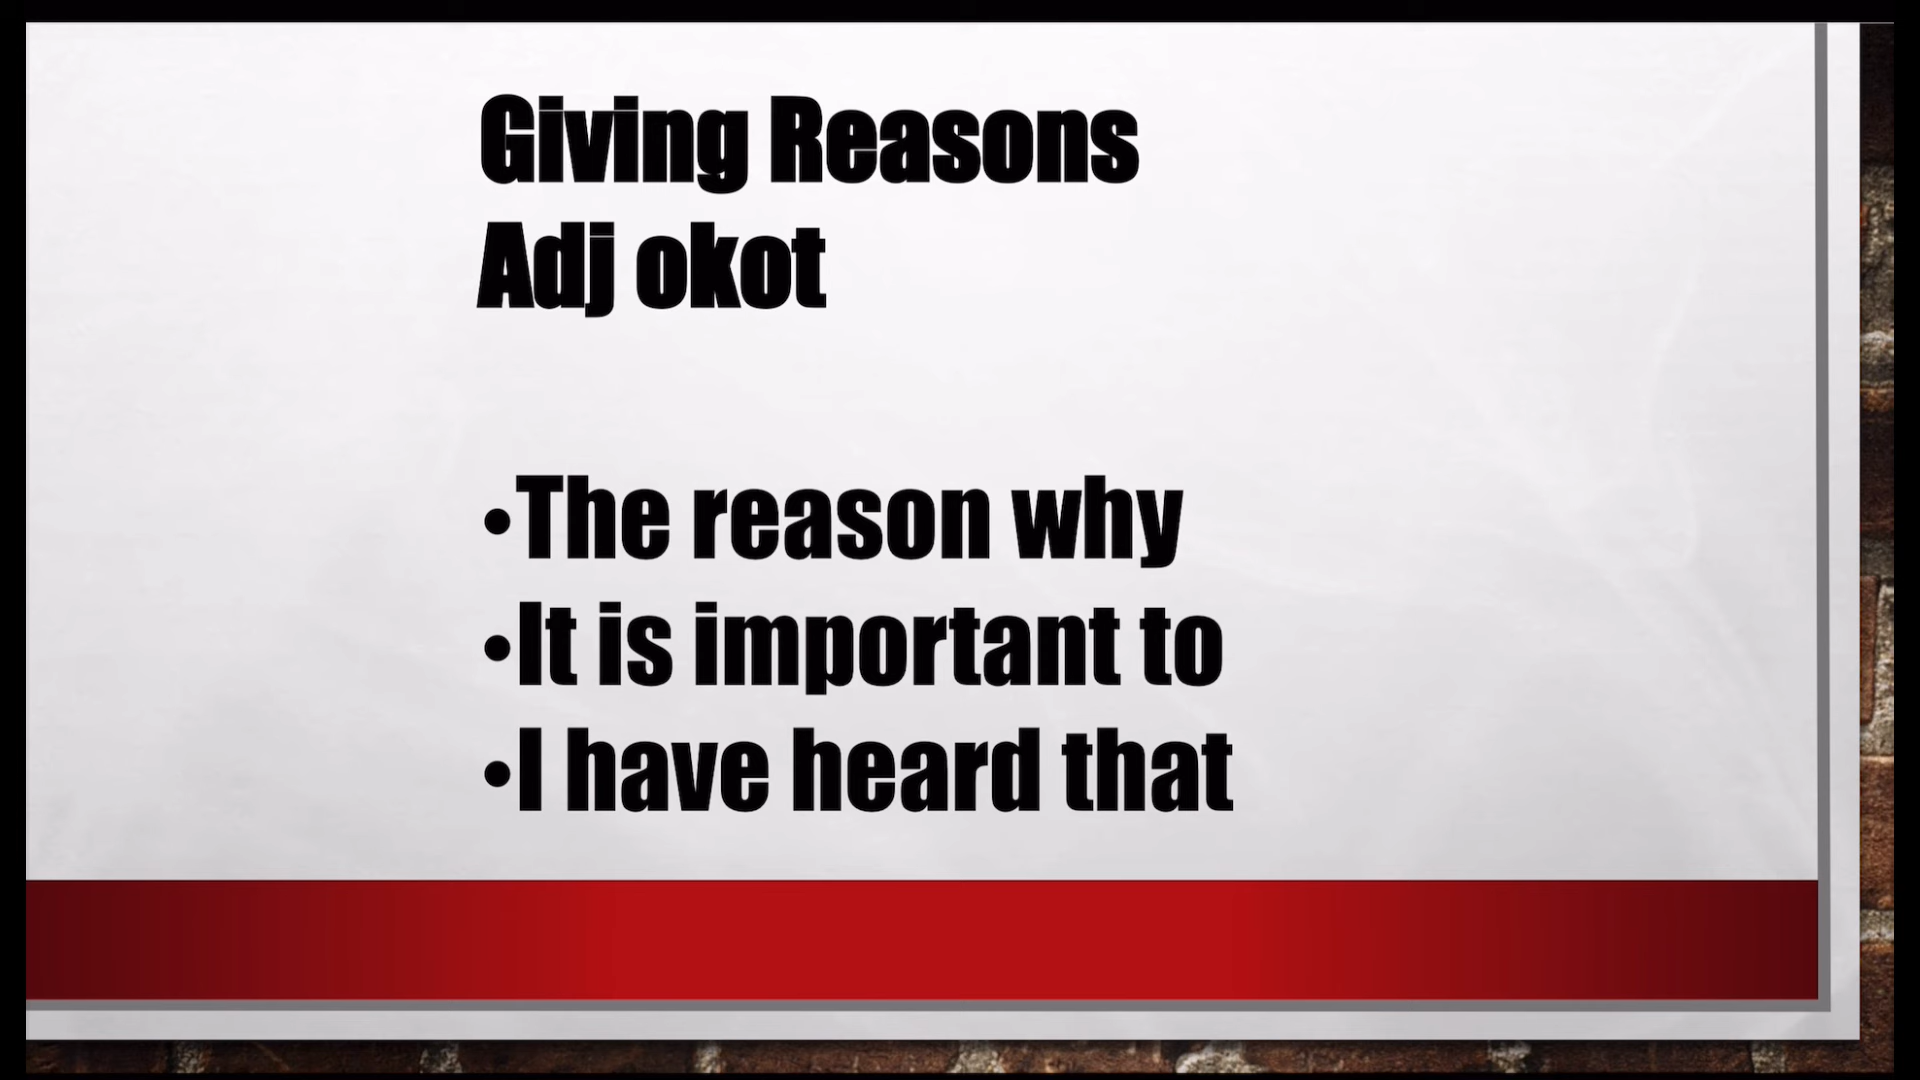 Giving Reasons
Adj okot
•The reason why
•It is important to
•I have heard that